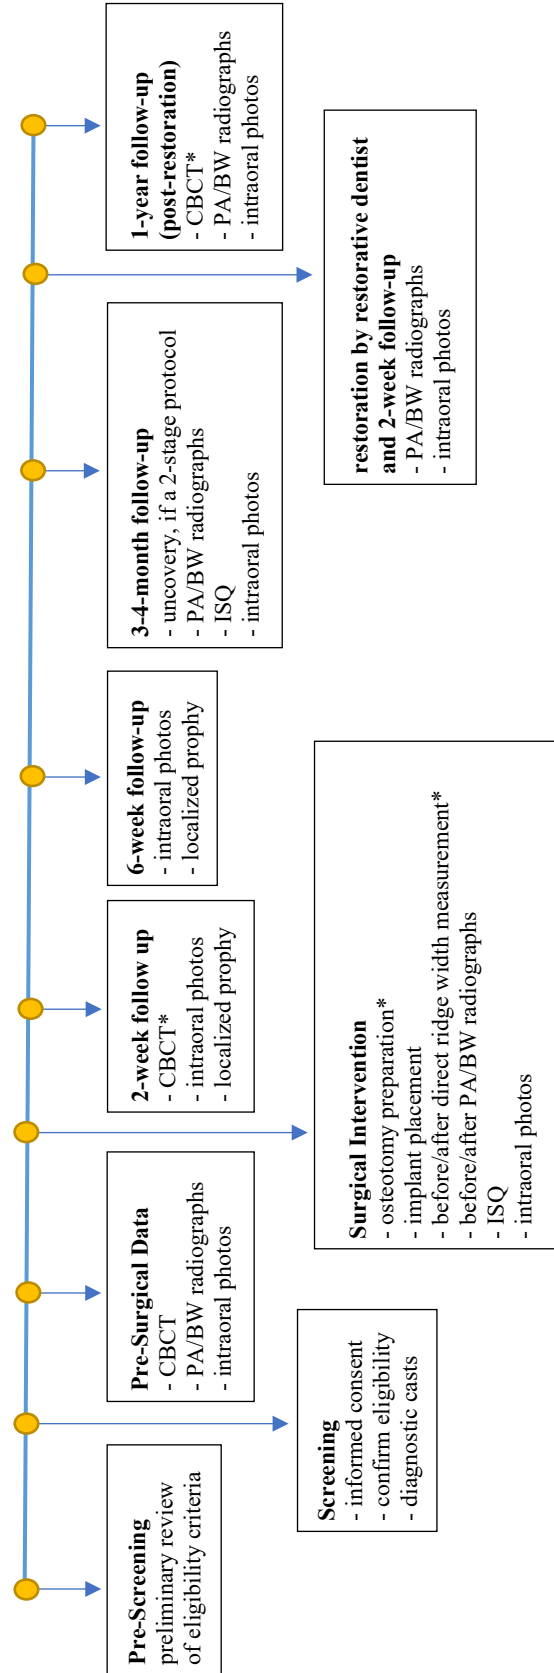 Pre-Screening
preliminary review
of eligibility criteria
Screening
- informed consent
- confirm eligibility
- diagnostic casts
Pre-Surgical Data
- CBCT
- PA/BW radiographs
- intraoral photos
Surgical Intervention
- osteotomy preparation*
- implant placement
- before/after direct ridge width measurement*
- before/after PA/BW radiographs
- ISQ
- intraoral photos
2-week follow up
- CBCT*
- intraoral photos
- localized prophy
6-week follow-up
- intraoral photos
- localized prophy
3-4-month follow-up
- uncovery, if a 2-stage protocol
- PA/BW radiographs
- ISQ
- intraoral photos
restoration by restorative dentist
and 2-week follow-up
- PA/BW radiographs
- intraoral photos
1-year follow-up
(post-restoration)
- CBCT*
- PA/BW radiographs
- intraoral photos